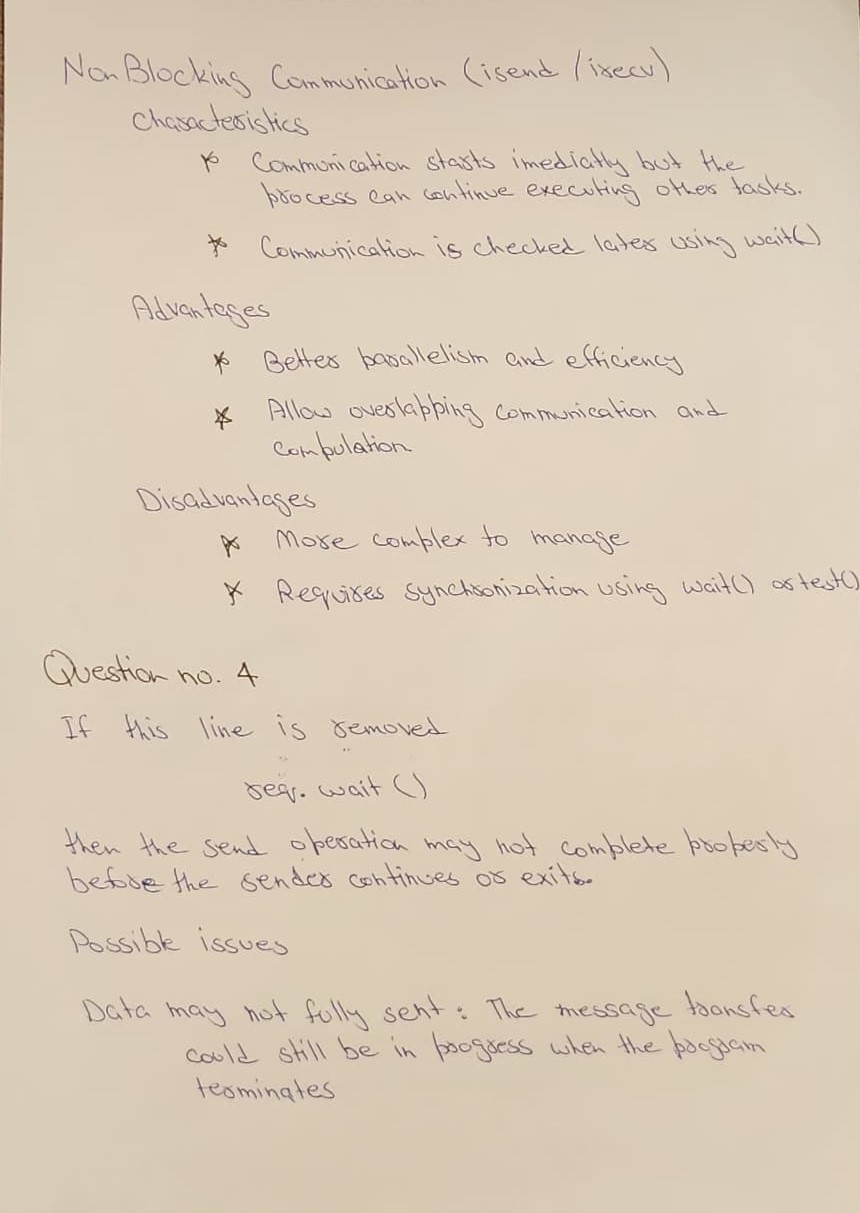 Non Blocking Communication (isend / irecv)
Characteristics
* Communication starts imediatly but the
process can continue executing other tasks.
* Communication is checked later using wait()
Advantages
* Better parallelism and efficiency
* Allow overlapping communication and
compulation
Disadvantages
* More complex to manage
* Requires synchronization using wait() or test()
Question no. 4
If this line is removed
req. wait ()
then the send operation may not complete properly
before the sender continues or exits.
Possible issues
Data may not fully sent : The message transfer
could still be in progress when the program
terminates